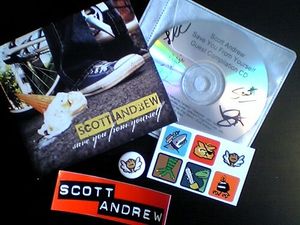 SCOTT ANDREW
save you from yourself
Scott Andrew
Save You From Yourself
Guest Compilation CD
SCOTT
ANDREW